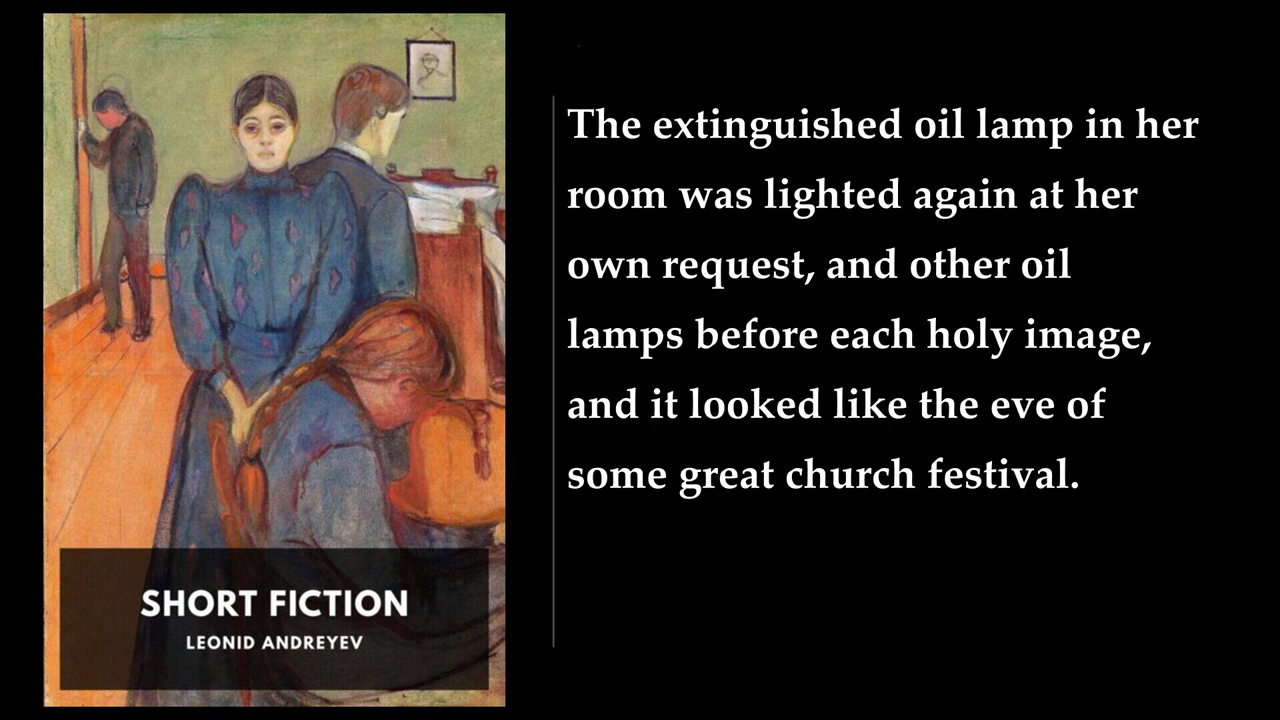 The extinguished oil lamp in her
room was lighted again at her
own request, and other oil
lamps before each holy image,
and it looked like the eve of
some great church festival.
SHORT FICTION
LEONID ANDREYEV